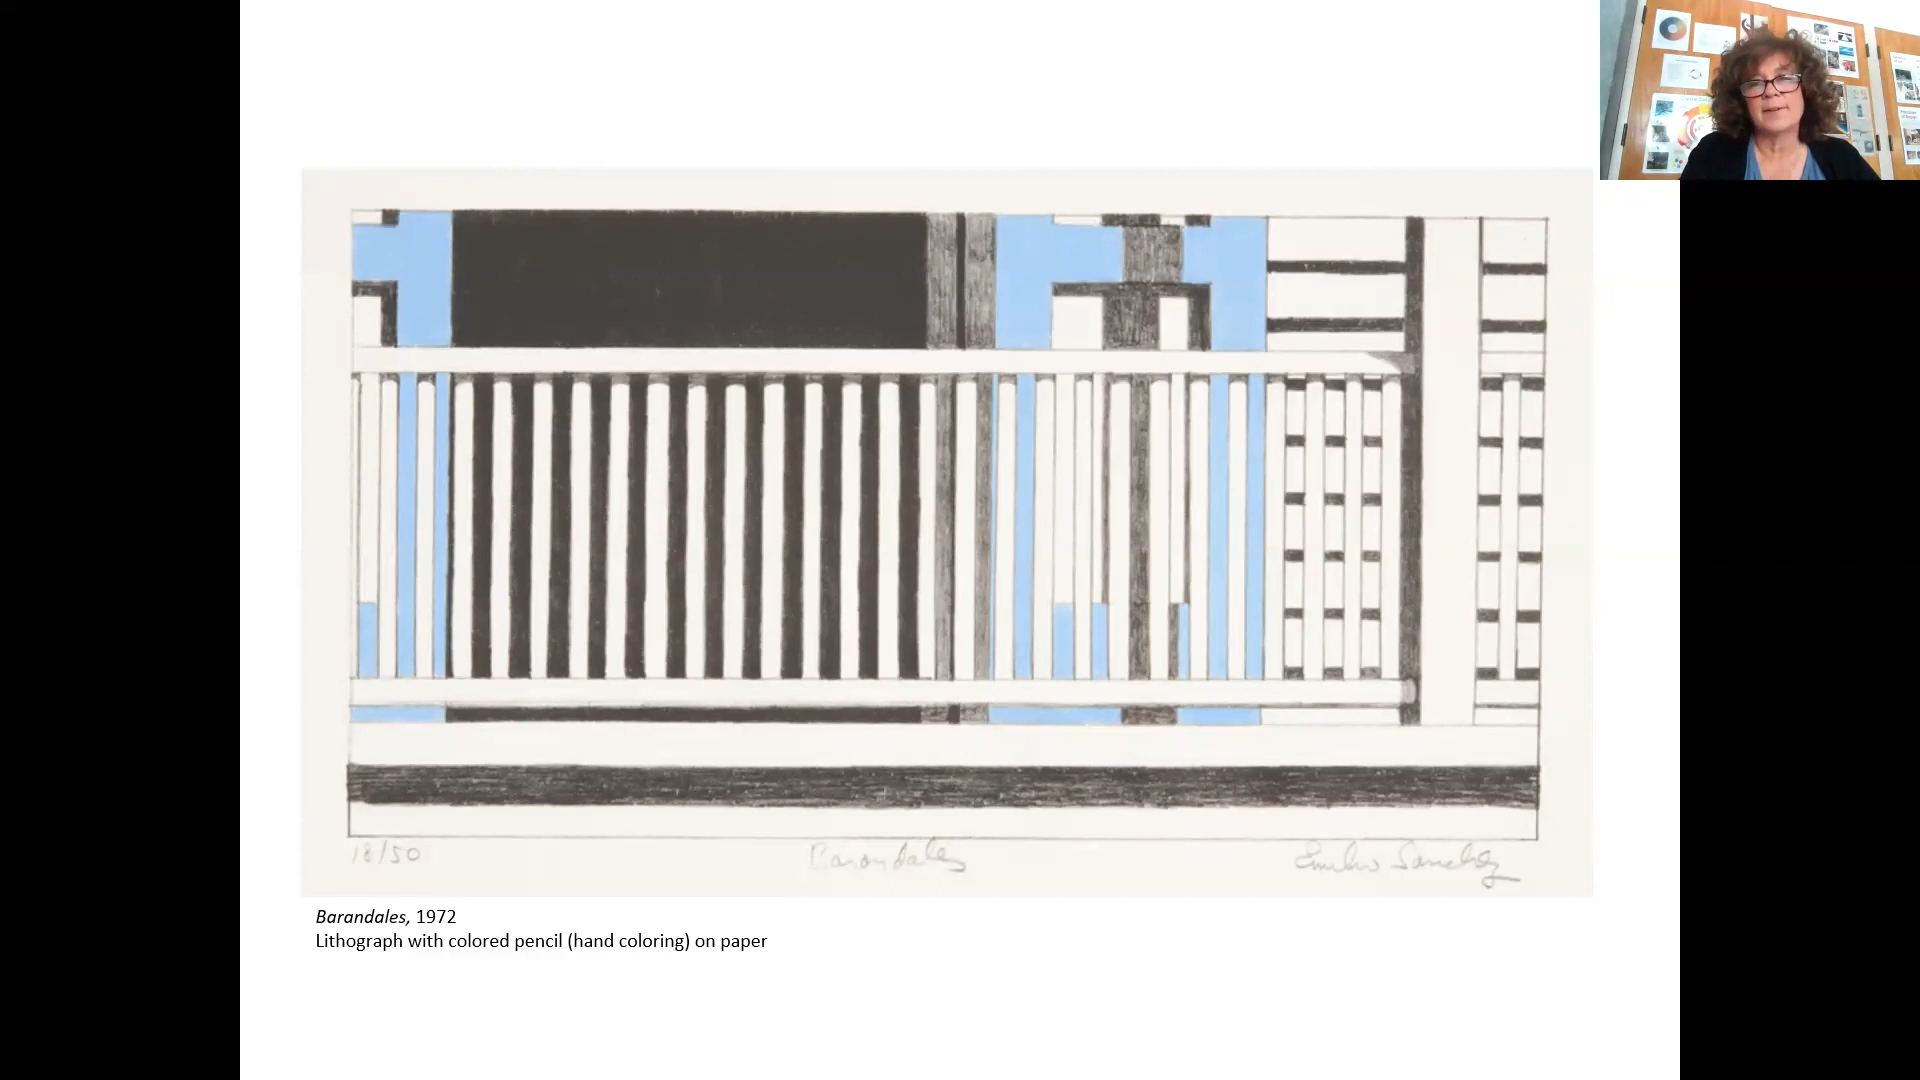 18/50
Barandales
Emilio Sanchez
Barandales, 1972
Lithograph with colored pencil (hand coloring) on paper